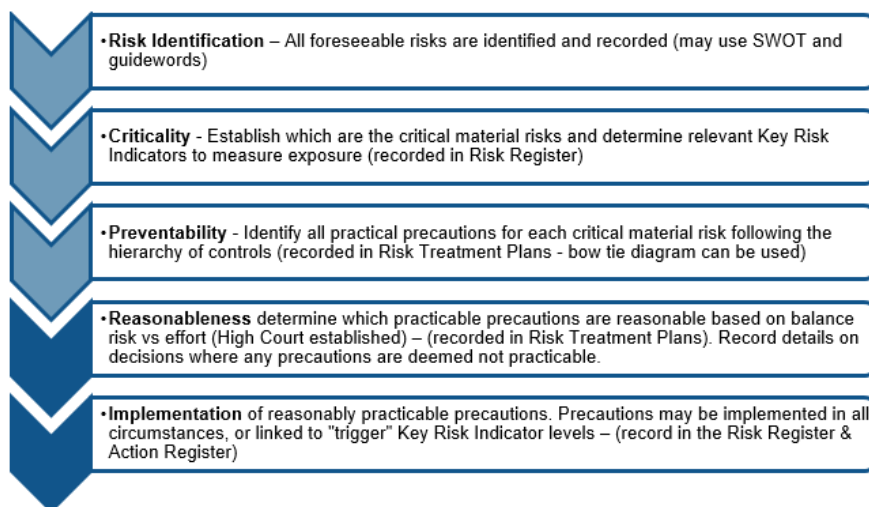 •Risk Identification – All foreseeable risks are identified and recorded (may use SWOT and
guidewords)
•Criticality - Establish which are the critical material risks and determine relevant Key Risk
Indicators to measure exposure (recorded in Risk Register)
•Preventability - Identify all practical precautions for each critical material risk following the
hierarchy of controls (recorded in Risk Treatment Plans - bow tie diagram can be used)
•Reasonableness determine which practicable precautions are reasonable based on balance
risk vs effort (High Court established) – (recorded in Risk Treatment Plans). Record details on
decisions where any precautions are deemed not practicable.
•Implementation of reasonably practicable precautions. Precautions may be implemented in all
circumstances, or linked to "trigger" Key Risk Indicator levels – (record in the Risk Register &
Action Register)